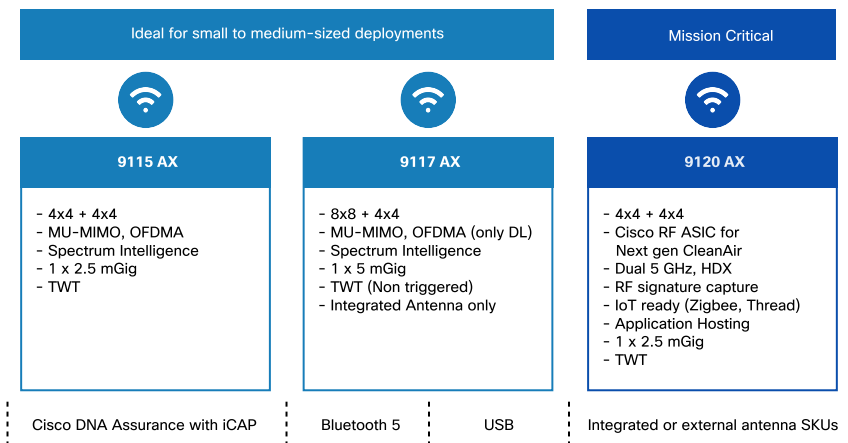 Ideal for small to medium-sized deployments
Mission Critical
9115 AX
- 4x4 + 4x4
- MU-MIMO, OFDMA
- Spectrum Intelligence
- 1 x 2.5 mGig
- TWT
9117 AX
- 8x8 + 4x4
- MU-MIMO, OFDMA (only DL)
- Spectrum Intelligence
- 1 x 5 mGig
- TWT (Non triggered)
- Integrated Antenna only
9120 AX
- 4x4 + 4x4
- Cisco RF ASIC for
Next gen CleanAir
- Dual 5 GHz, HDX
- RF signature capture
- IoT ready (Zigbee, Thread)
- Application Hosting
- 1 x 2.5 mGig
- TWT
Cisco DNA Assurance with iCAP
Bluetooth 5
USB
Integrated or external antenna SKUs